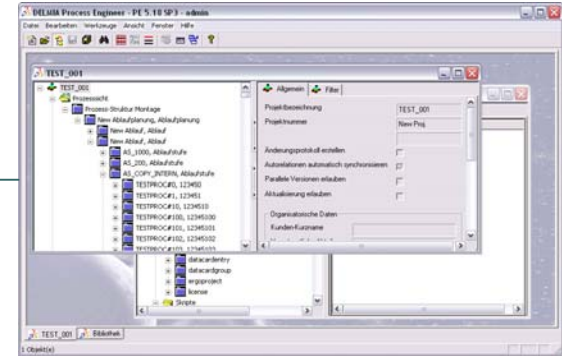 DELMIA Process Engineer - PE 5.18 SP3 - admin
Datei Bearbeiten Werkzeuge Ansicht Fenster Hilfe
TEST_001
TEST_001
Prozesssicht
Prozess-Struktur Montage
New Ablaufplanung, Ablaufplanung
New Ablauf, Ablauf
New Ablauf, Ablauf
AS_1000, Ablaufstufe
AS_200, Ablaufstufe
AS_COPY_INTERN, Ablaufstufe
TESTPROC#0, 123450
TESTPROC#1, 123451
TESTPROC#10, 1234510
TESTPROC#100, 12345100
TESTPROC#101, 12345101
TESTPROC#102, 12345102
TESTPROC#103, 12345103
Allgemein Filter
Projektbezeichnung TEST_001
Projektnummer New Proj.
Änderungsprotokoll erstellen
Autorelationen automatisch synchronisieren
Parallele Versionen erlauben
Aktualisierung erlauben
Organisatorische Daten
Kunden-Kurzname
datacardentry
datacardgroup
ergoproject
license
Skripte
TEST_001 Bibliothek
1 Objekt(e)